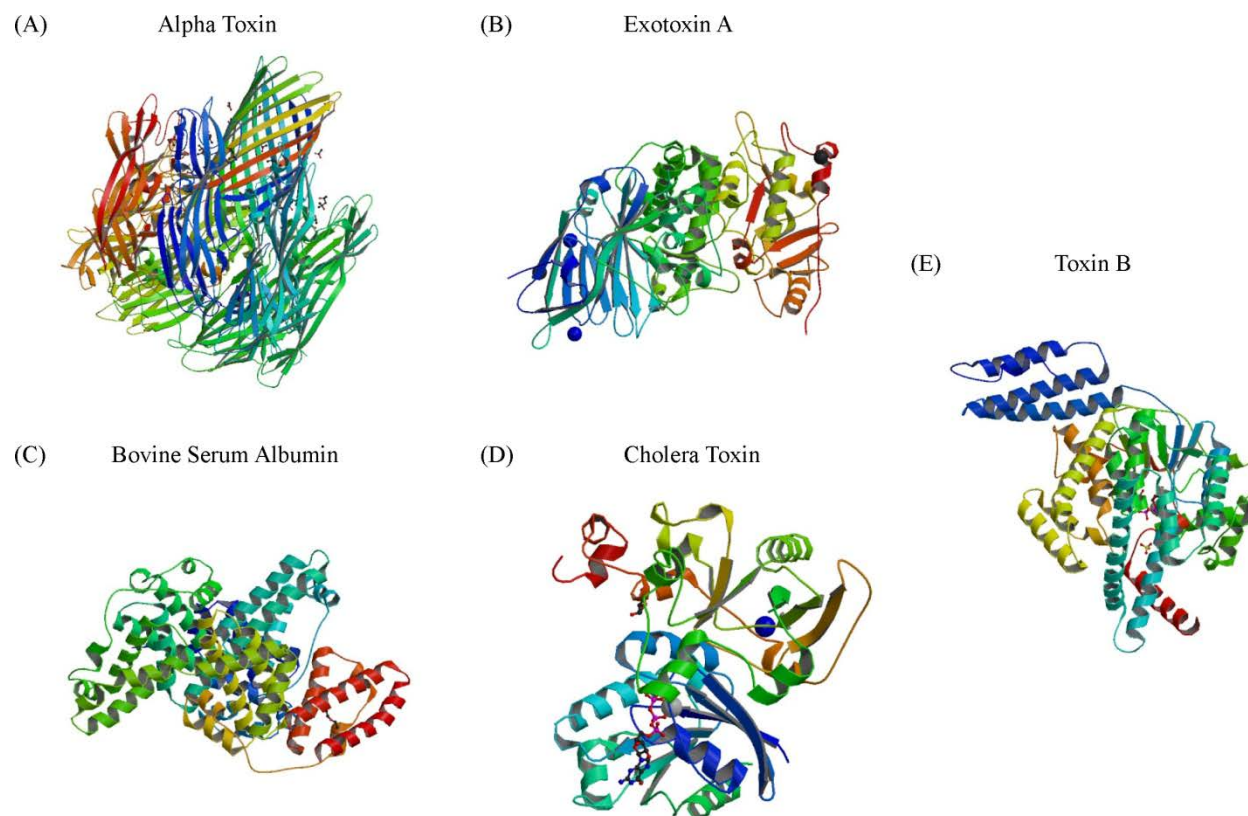 (A) Alpha Toxin
(B) Exotoxin A
(E) Toxin B
(C) Bovine Serum Albumin
(D) Cholera Toxin